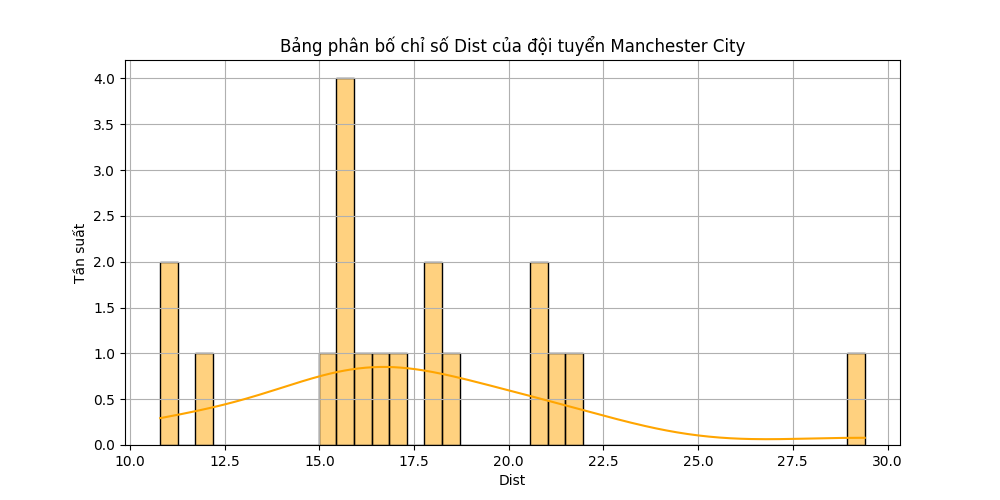 Bảng phân bố chỉ số Dist của đội tuyển Manchester City
4.0
3.5
3.0
2.5
2.0
1.5
1.0
0.5
0.0
Tần suất
10.0 12.5 15.0 17.5 20.0 22.5 25.0 27.5 30.0
Dist